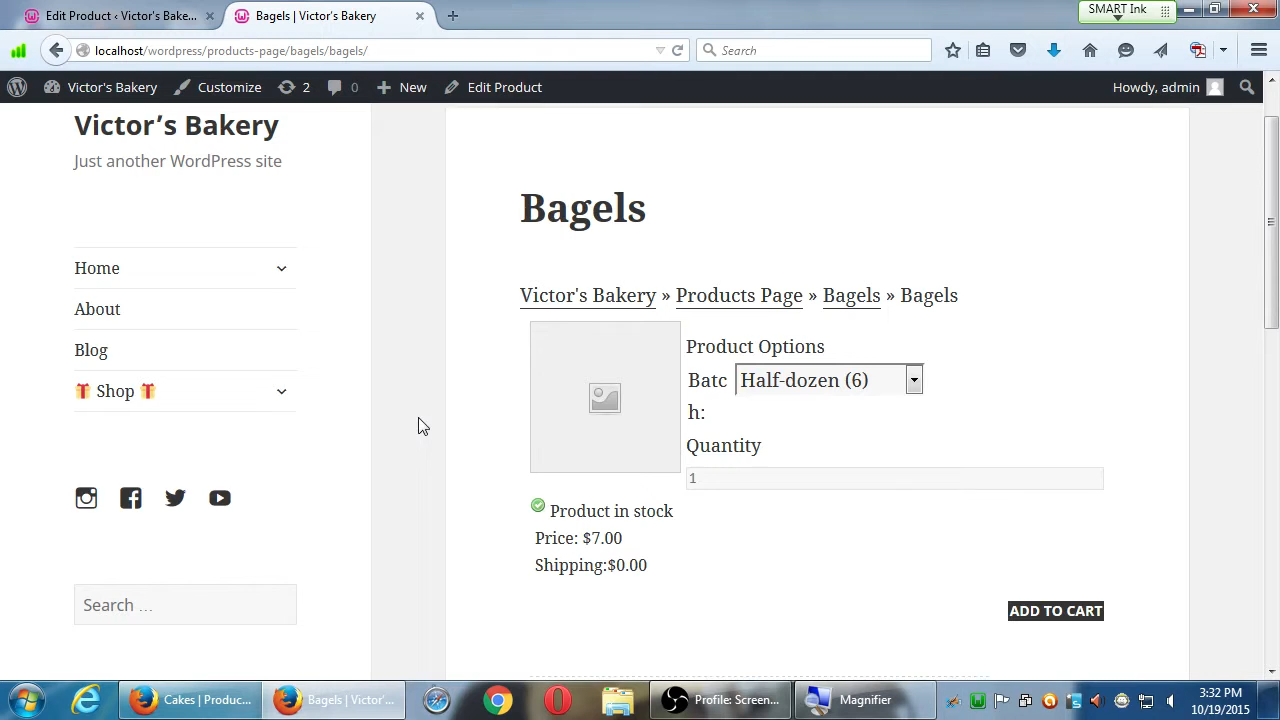 Edit Product ‹ Victor's Bake...
Bagels | Victor's Bakery
SMART Ink
localhost/wordpress/products-page/bagels/bagels/
Search
Victor's Bakery
Customize
2
0
New
Edit Product
Howdy, admin
Victor's Bakery
Just another WordPress site
Home
About
Blog
Shop
Bagels
Victor's Bakery » Products Page » Bagels » Bagels
Product Options
Batc
h:
Half-dozen (6)
Quantity
1
Product in stock
Price: $7.00
Shipping:$0.00
ADD TO CART
Search …
Cakes | Produc...
Bagels | Victor'...
Profile: Screen...
Magnifier
3:32 PM
10/19/2015